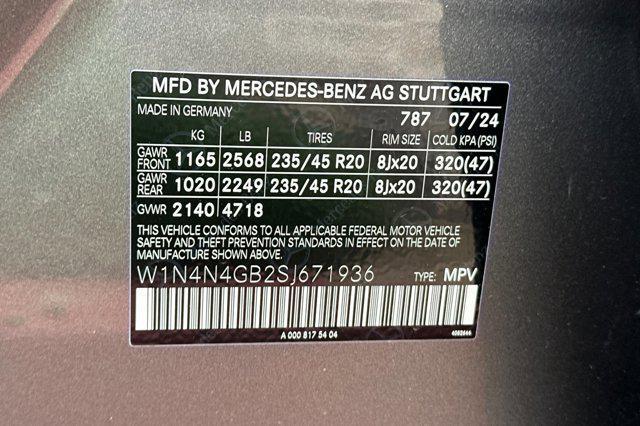 MFD BY MERCEDES-BENZ AG STUTTGART
MADE IN GERMANY 787 07/24
KG LB TIRES RIM SIZE COLD KPA (PSI)
GAWR FRONT 1165 2568 235/45 R20 8Jx20 320(47)
GAWR REAR 1020 2249 235/45 R20 8Jx20 320(47)
GVWR 2140 4718
THIS VEHICLE CONFORMS TO ALL APPLICABLE FEDERAL MOTOR VEHICLE
SAFETY AND THEFT PREVENTION STANDARDS IN EFFECT ON THE DATE OF
MANUFACTURE SHOWN ABOVE.
W1N4N4GB2SJ671936 TYPE: MPV
A 000 817 54 04